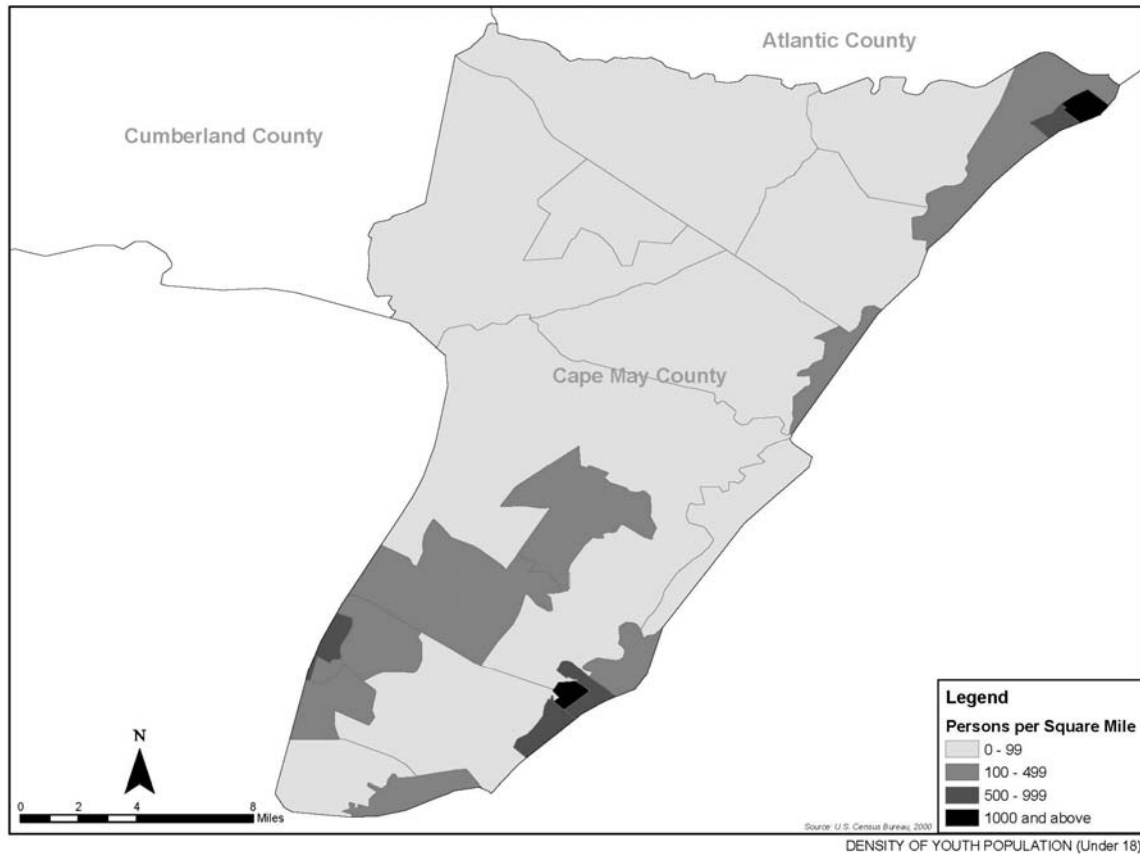 Atlantic County
Cumberland County
Cape May County
N
0 2 4 8
Miles
Legend
Persons per Square Mile
0 - 99
100 - 499
500 - 999
1000 and above
Source: U.S. Census Bureau, 2000
DENSITY OF YOUTH POPULATION (Under 18)